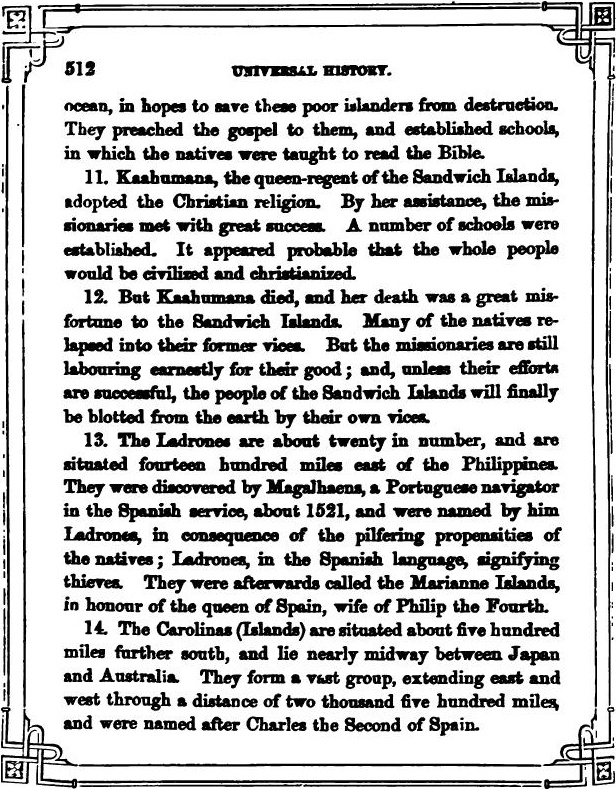 512 UNIVERSAL HISTORY.
ocean, in hopes to save these poor islanders from destruction.
They preached the gospel to them, and established schools,
in which the natives were taught to read the Bible.
11. Kaahumana, the queen-regent of the Sandwich Islands,
adopted the Christian religion. By her assistance, the mis-
sionaries met with great success. A number of schools were
established. It appeared probable that the whole people
would be civilized and christianized.
12. But Kaahumana died, and her death was a great mis-
fortune to the Sandwich Islands. Many of the natives re-
lapsed into their former vices. But the missionaries are still
labouring earnestly for their good; and, unless their efforts
are successful, the people of the Sandwich Islands will finally
be blotted from the earth by their own vices.
13. The Ladrones are about twenty in number, and are
situated fourteen hundred miles east of the Philippines.
They were discovered by Magalhaens, a Portuguese navigator
in the Spanish service, about 1521, and were named by him
Ladrones, in consequence of the pilfering propensities of
the natives; Ladrones, in the Spanish language, signifying
thieves. They were afterwards called the Marianne Islands,
in honour of the queen of Spain, wife of Philip the Fourth.
14. The Carolinas (Islands) are situated about five hundred
miles further south, and lie nearly midway between Japan
and Australia. They form a vast group, extending east and
west through a distance of two thousand five hundred miles,
and were named after Charles the Second of Spain.